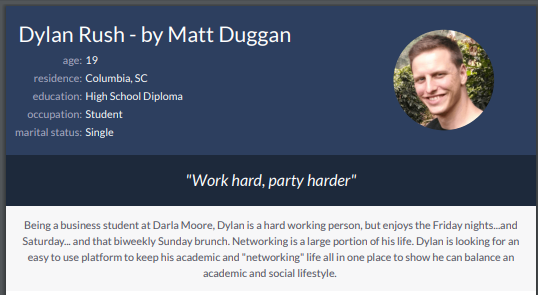 Dylan Rush - by Matt Duggan
age: 19
residence: Columbia, SC
education: High School Diploma
occupation: Student
marital status: Single
"Work hard, party harder"
Being a business student at Darla Moore, Dylan is a hard working person, but enjoys the Friday nights...and
Saturday... and that biweekly Sunday brunch. Networking is a large portion of his life. Dylan is looking for an
easy to use platform to keep his academic and "networking" life all in one place to show he can balance an
academic and social lifestyle.